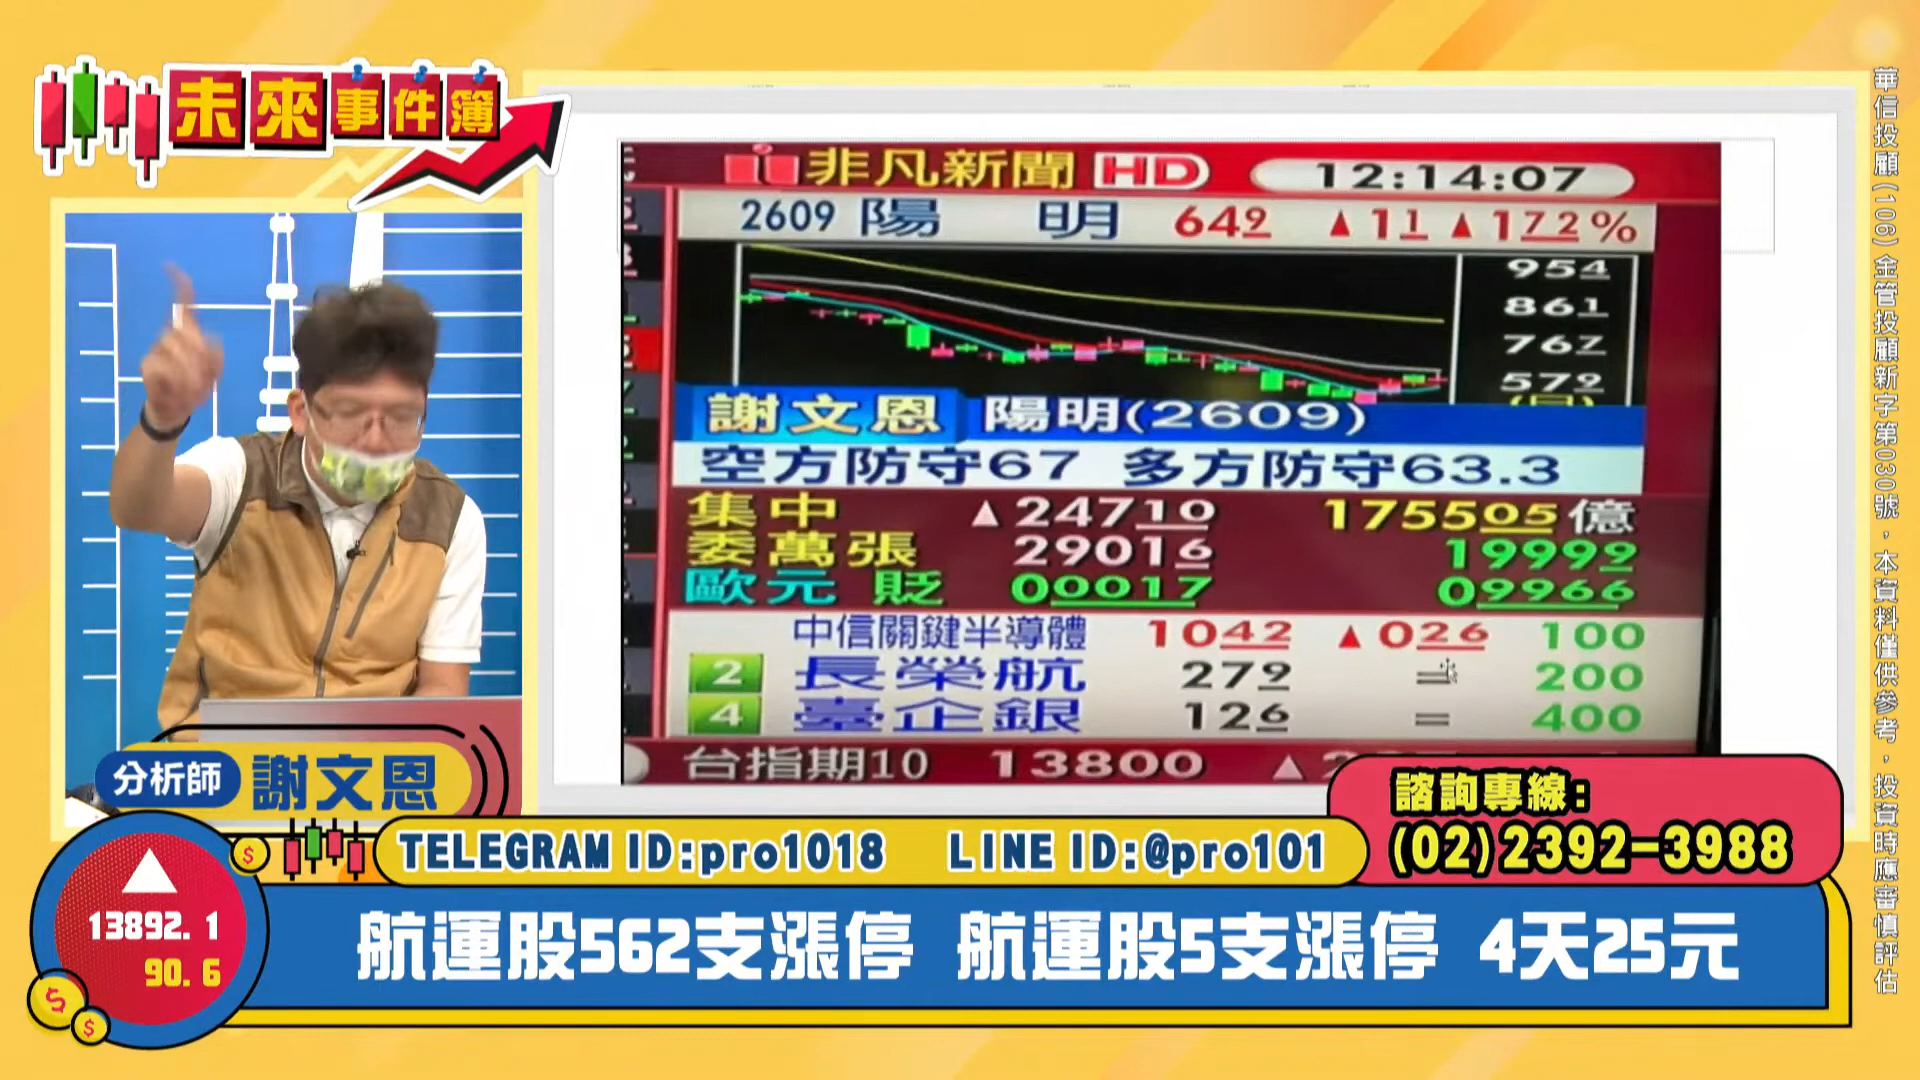 未來事件簿
非凡新聞 HD 12:14:07
2609 陽 明 649 ▲11 ▲172%
954
861
767
579
謝文恩 陽明(2609)
空方防守67 多方防守63.3
集中 ▲24710 175505億
委萬張 29016 19992
歐元 貶 000017 09966
中信關鍵半導體 1042 ▲026 100
2 長榮航 279 = 200
4 臺企銀 126 = 400
台指期10 13800
分析師 謝文恩
TELEGRAM ID:pro1018 LINE ID:@pro101
諮詢專線:
(02)2392-3988
13892.1
90.6
航運股562支漲停 航運股5支漲停 4天25元
華信投顧(106)金管投顧新字第030號，本資料僅供參考，投資時應審慎評估